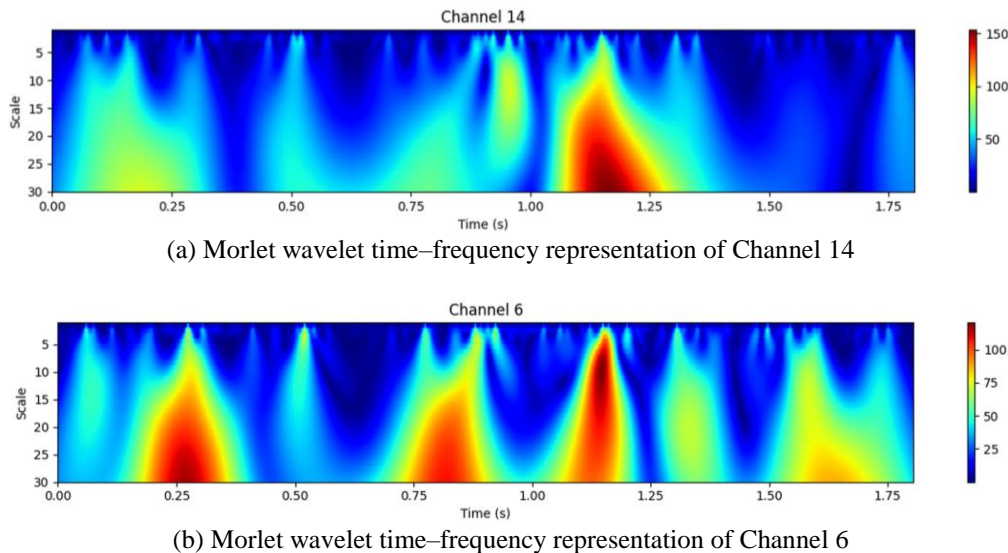 Channel 14
Scale
5
10
15
20
25
30
0.00 0.25 0.50 0.75 1.00 1.25 1.50 1.75
Time (s)
150
100
50
(a) Morlet wavelet time–frequency representation of Channel 14
Channel 6
Scale
5
10
15
20
25
30
0.00 0.25 0.50 0.75 1.00 1.25 1.50 1.75
Time (s)
100
75
50
25
(b) Morlet wavelet time–frequency representation of Channel 6